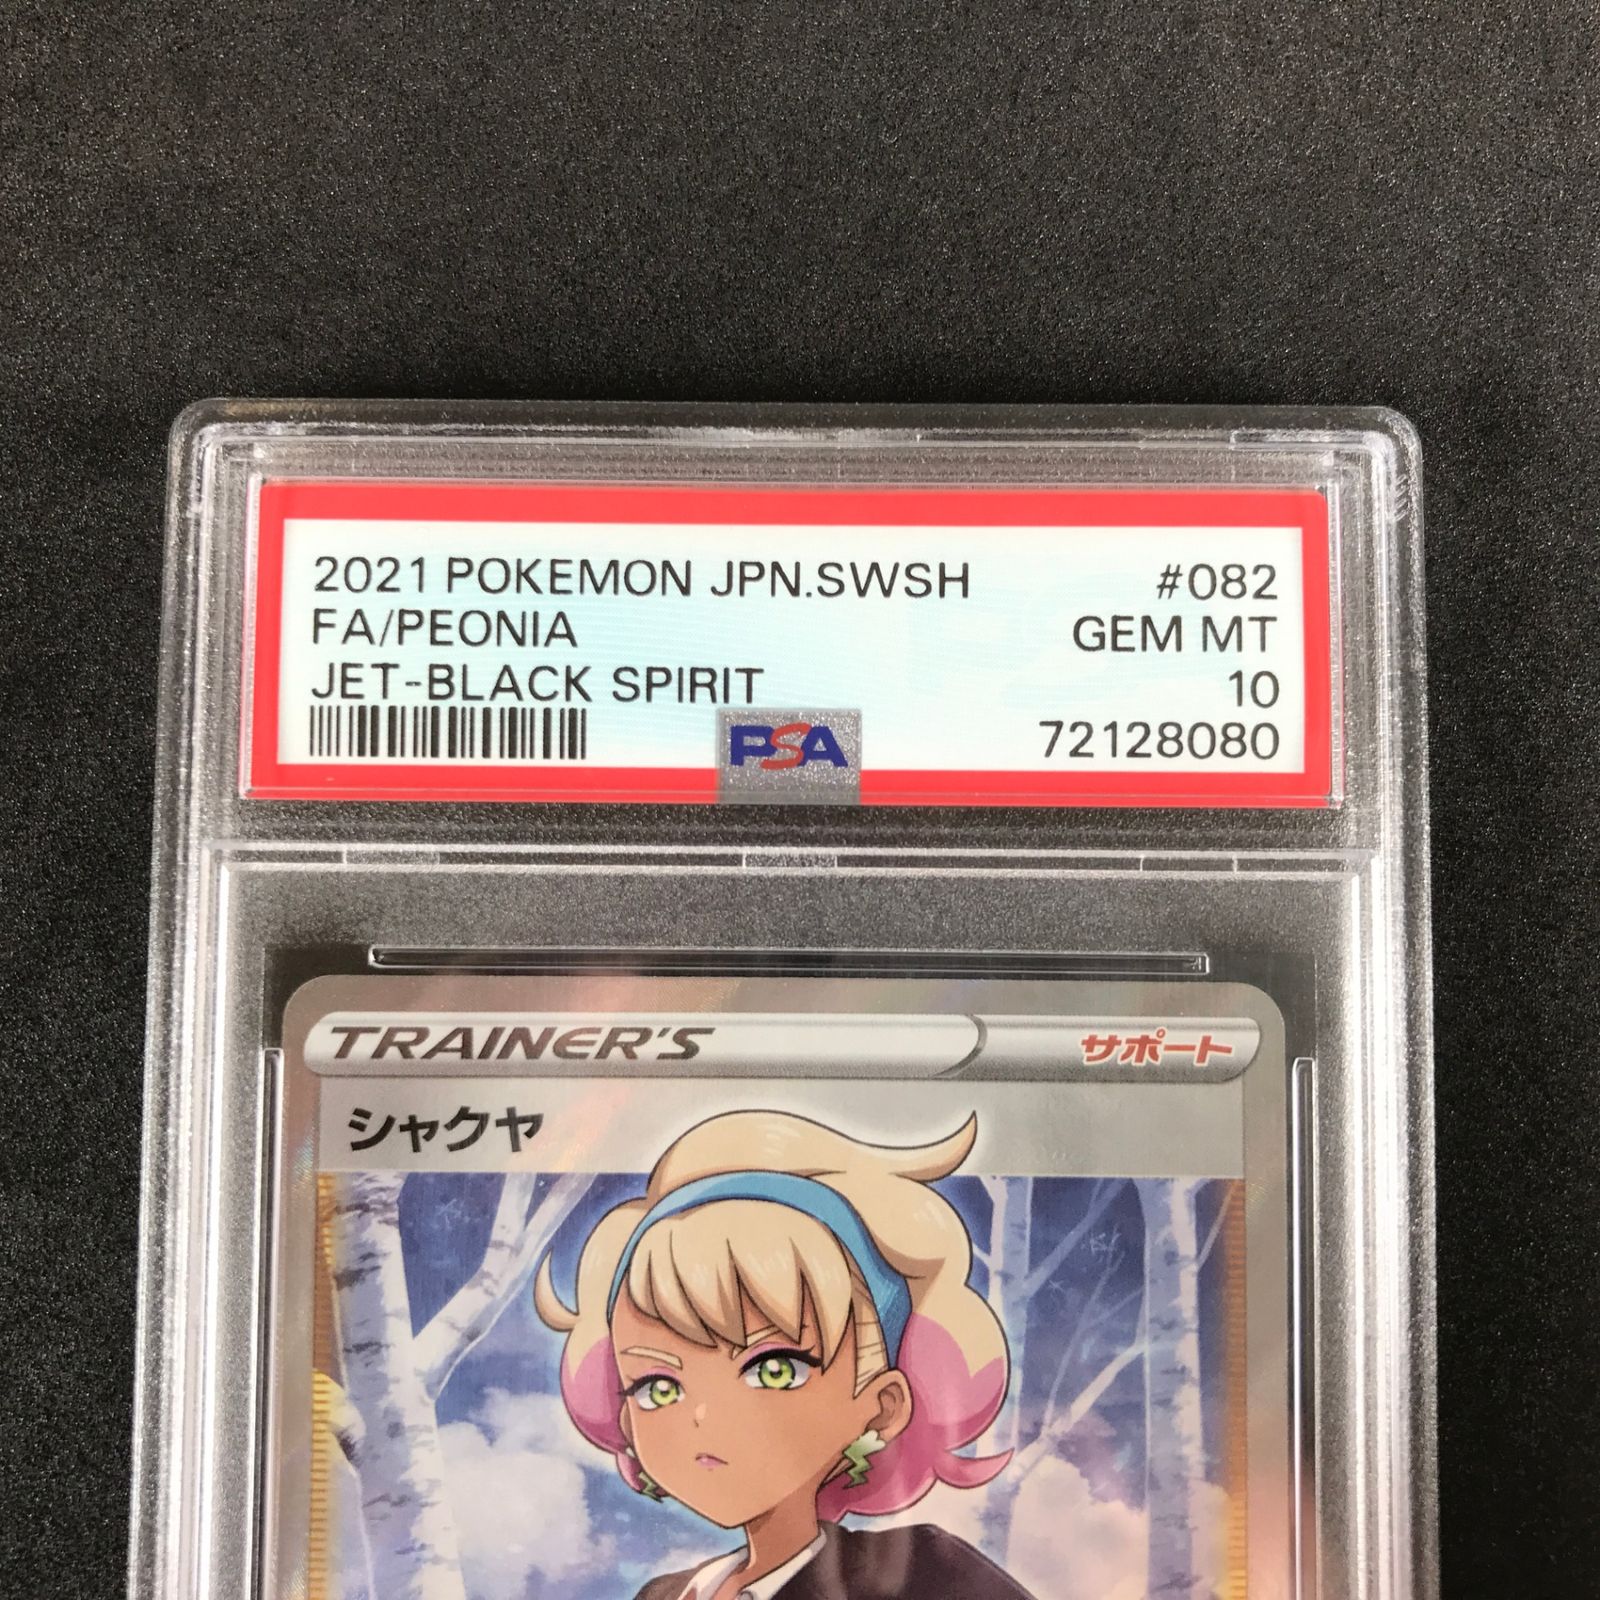 2021 POKEMON JPN.SWSH #082
FA/PEONIA GEM MT
JET-BLACK SPIRIT 10
PSA 72128080
TRAINER'S サポート
シャクヤ